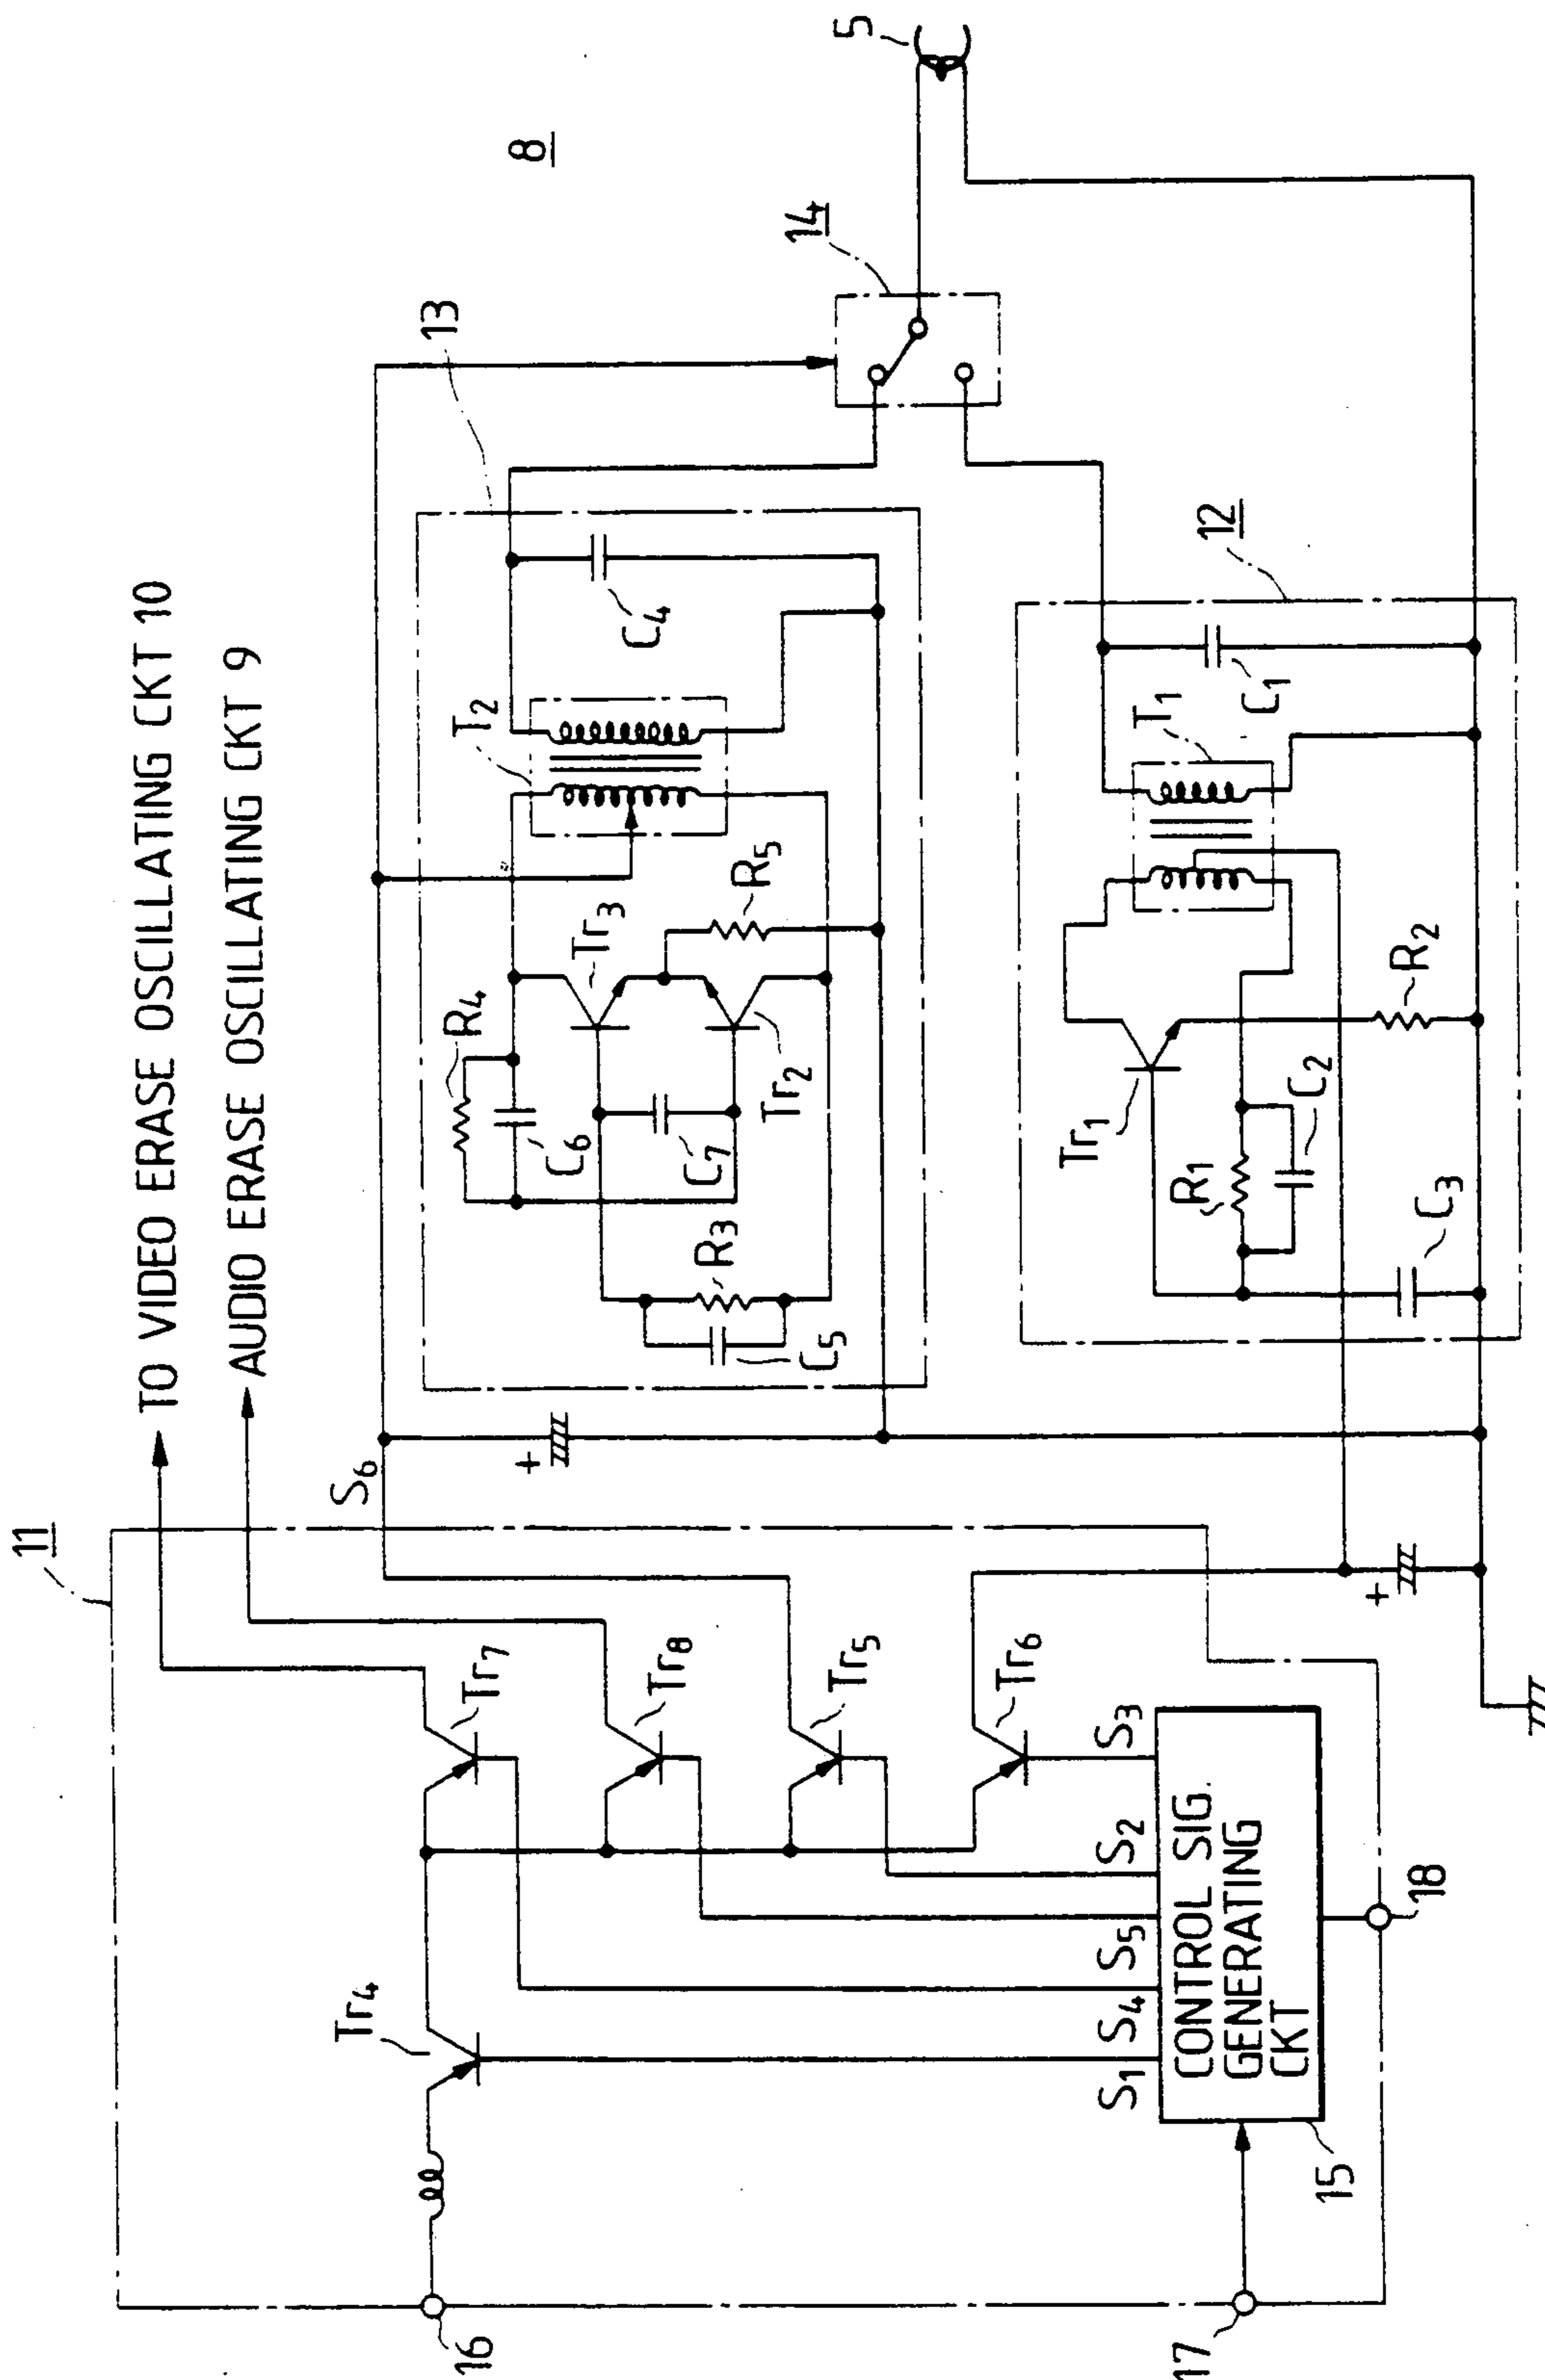 TO VIDEO ERASE OSCILLATING CKT 10
AUDIO ERASE OSCILLATING CKT 9
11
8
S6
13
14
5
Tr4
Tr7
Tr8
Tr5
Tr6
R4
C6
Tr3
C7
Tr2
R3
C5
R5
T2
C4
+
+
12
Tr1
R1
C2
C3
R2
T1
C1
S1
S4
S5
S2
S3
CONTROL SIG.
GENERATING
CKT
15
16
17
18